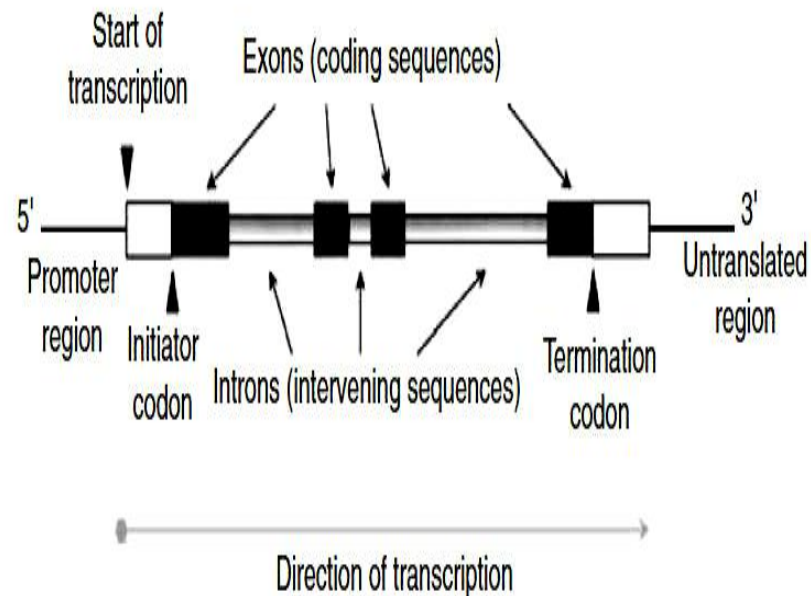 Start of
transcription
Exons (coding sequences)
5'
3'
Promoter
region
Initiator
codon
Introns (intervening sequences)
Termination
codon
Untranslated
region
Direction of transcription